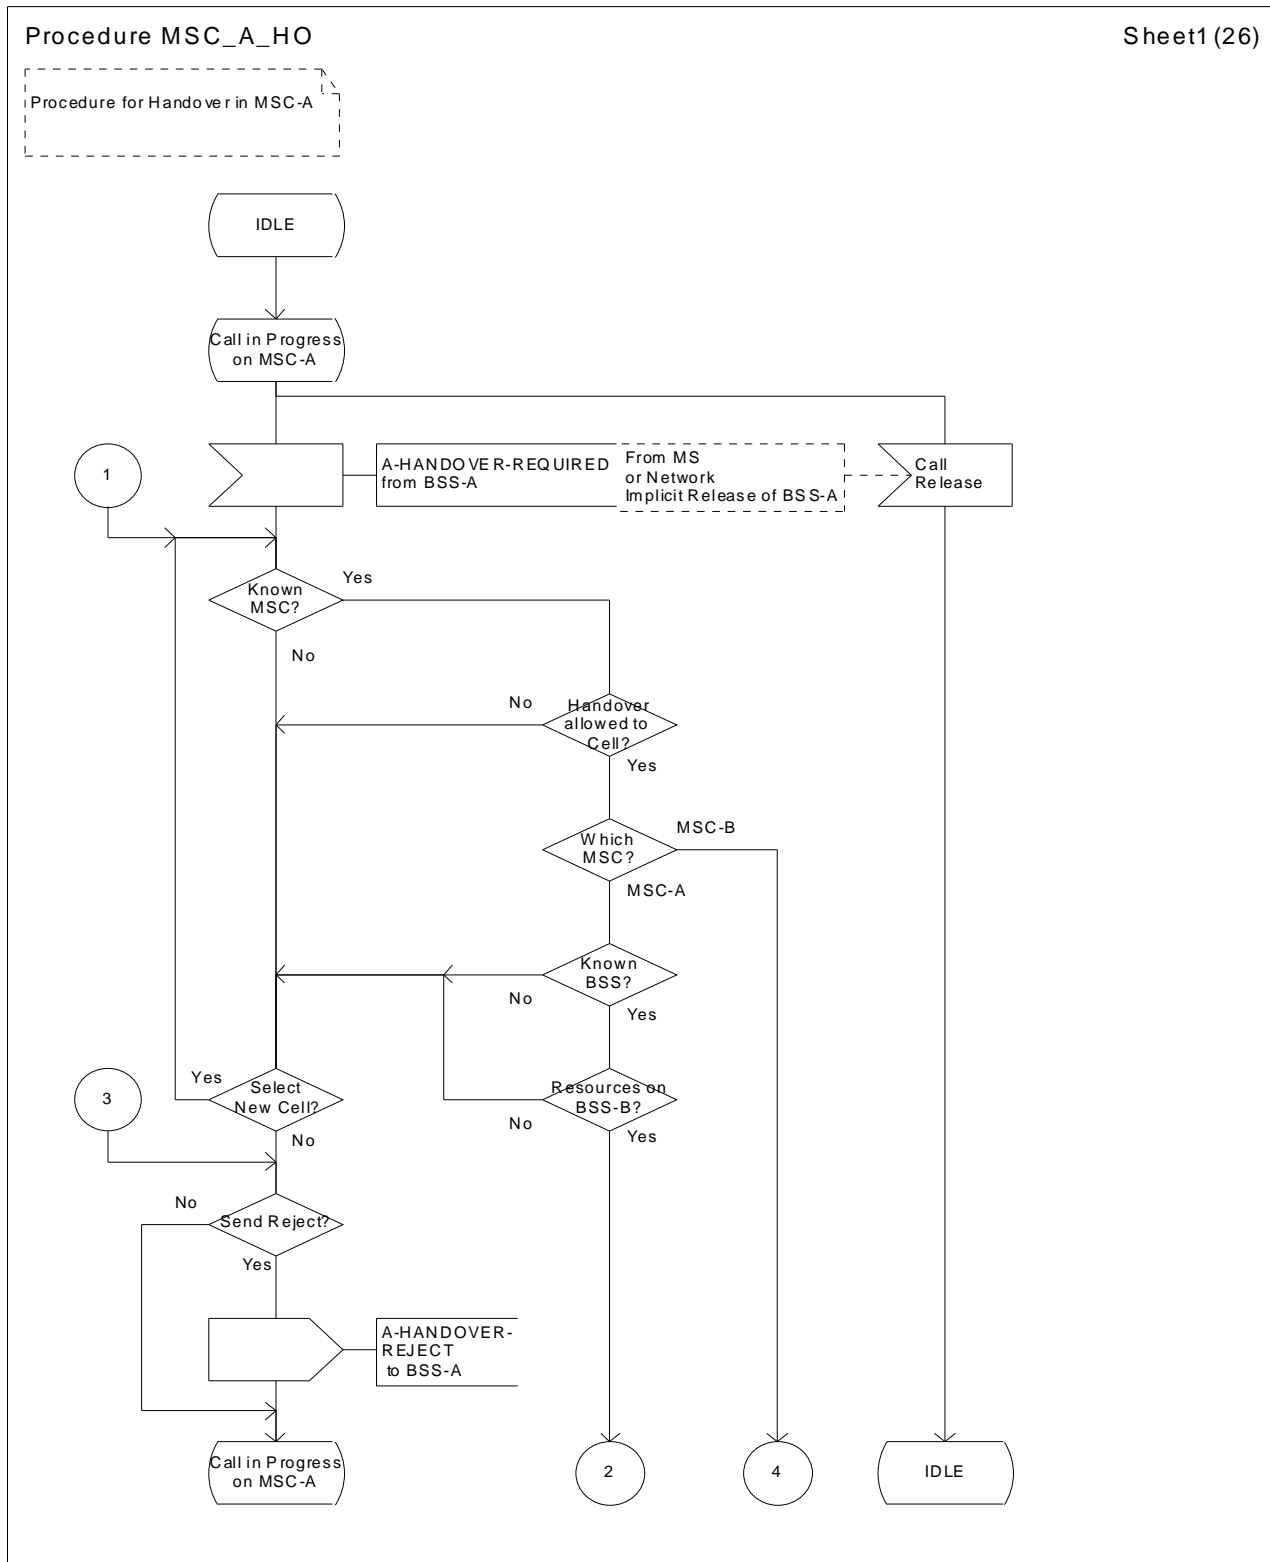 Procedure MSC_A_HO
Sheet1 (26)
Procedure for Handover in MSC-A
IDLE
Call in Progress
on MSC-A
1
A-HANDOVER-REQUIRED
from BSS-A
From MS
or Network
Implicit Release of BSS-A
Call
Release
Known
MSC?
Yes
No
Handover
allowed to
Cell?
No
Yes
Which
MSC?
MSC-B
MSC-A
Known
BSS?
No
Yes
3
Yes
Select
New Cell?
No
Resources on
BSS-B?
No
Yes
No
Send Reject?
Yes
A-HANDOVER-
REJECT
to BSS-A
Call in Progress
on MSC-A
2
4
IDLE